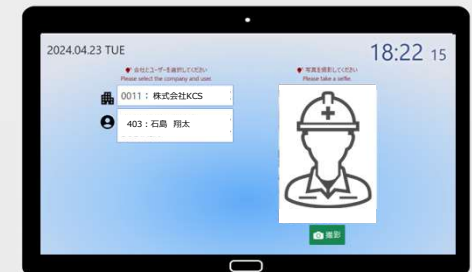 2024.04.23 TUE
18:22 15
会社とユーザーを選択してください
Please select the company and user.
0011： 株式会社KCS
403：石島 翔太
写真を撮影してください
Please take a selfie.
撮影